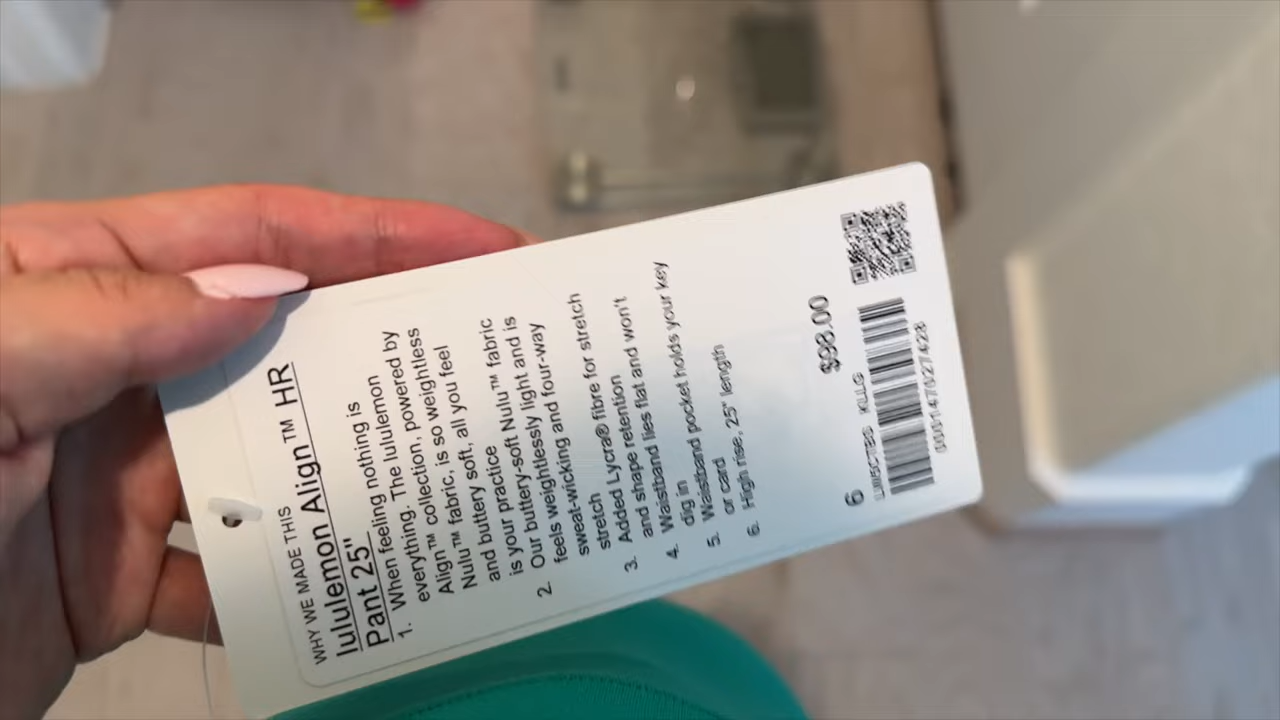 WHY WE MADE THIS
lululemon Align™ HR
Pant 25"
1. When feeling nothing is
everything. The lululemon
Align™ collection, powered by
Nulu™ fabric, is so weightless
and buttery soft, all you feel
is your practice
2. Our buttery-soft Nulu™ fabric
feels weightlessly light and is
sweat-wicking and four-way
stretch
3. Added Lycra® fibre for stretch
and shape retention
4. Waistband lies flat and won't
dig in
5. Waistband pocket holds your key
or card
6. High rise, 25" length
$98.00
6